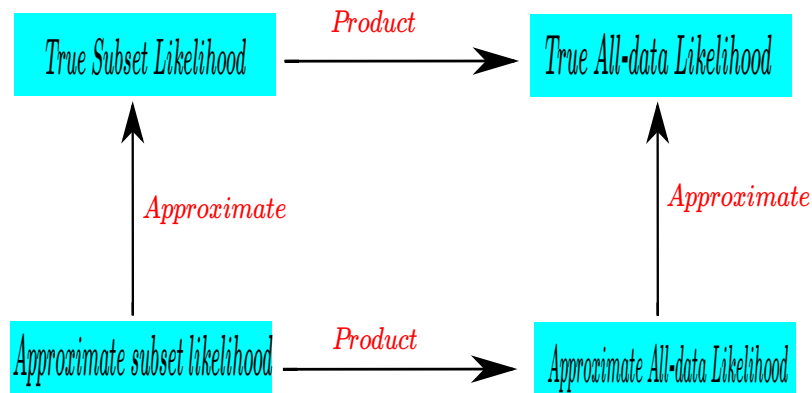 Product
True Subset Likelihood
True All-data Likelihood
Approximate
Approximate
Product
Approximate subset likelihood
Approximate All-data Likelihood